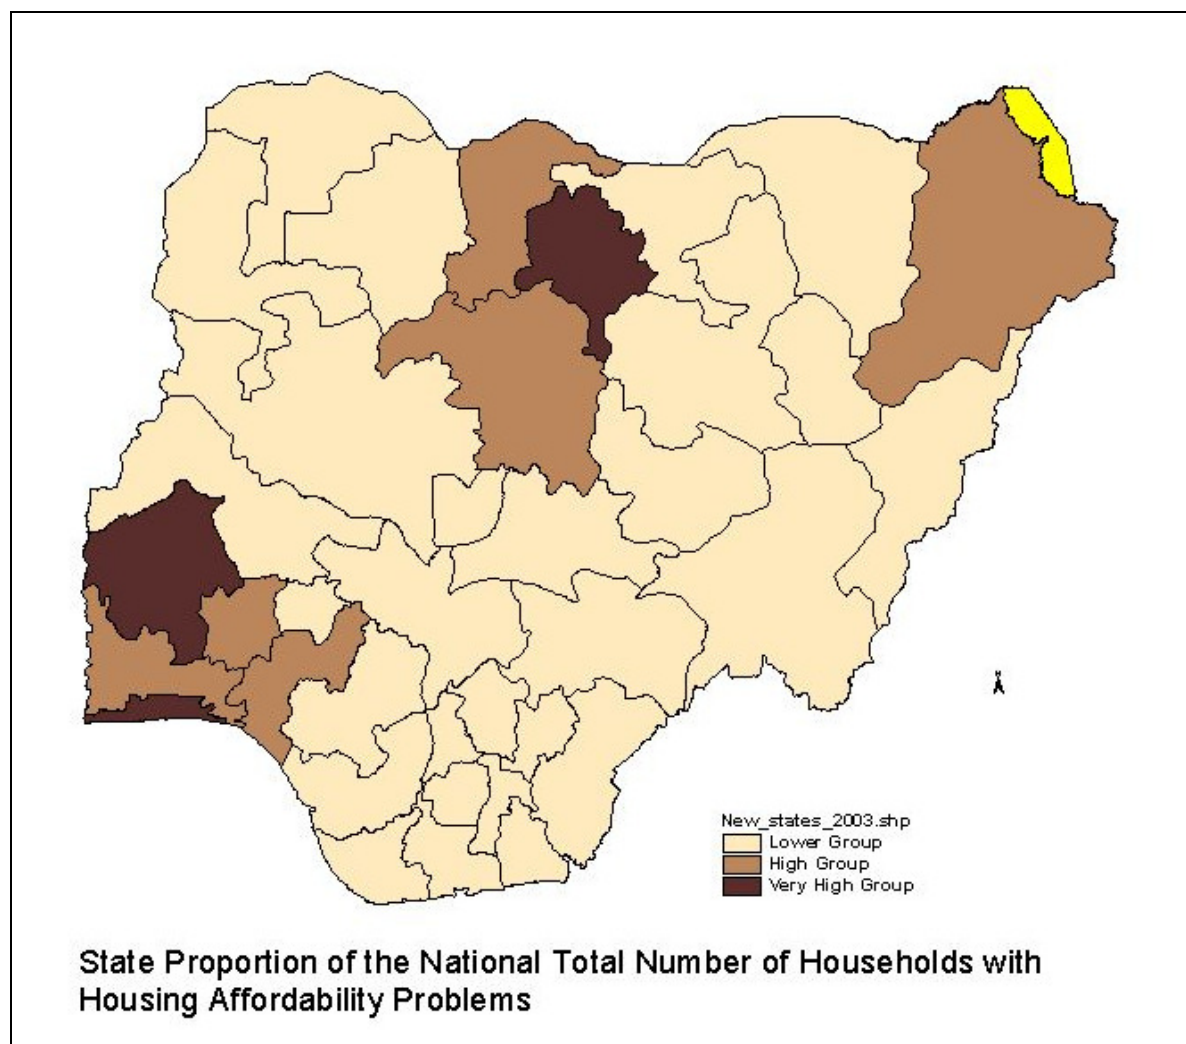 New_states_2003.shp
Lower Group
High Group
Very High Group
State Proportion of the National Total Number of Households with
Housing Affordability Problems